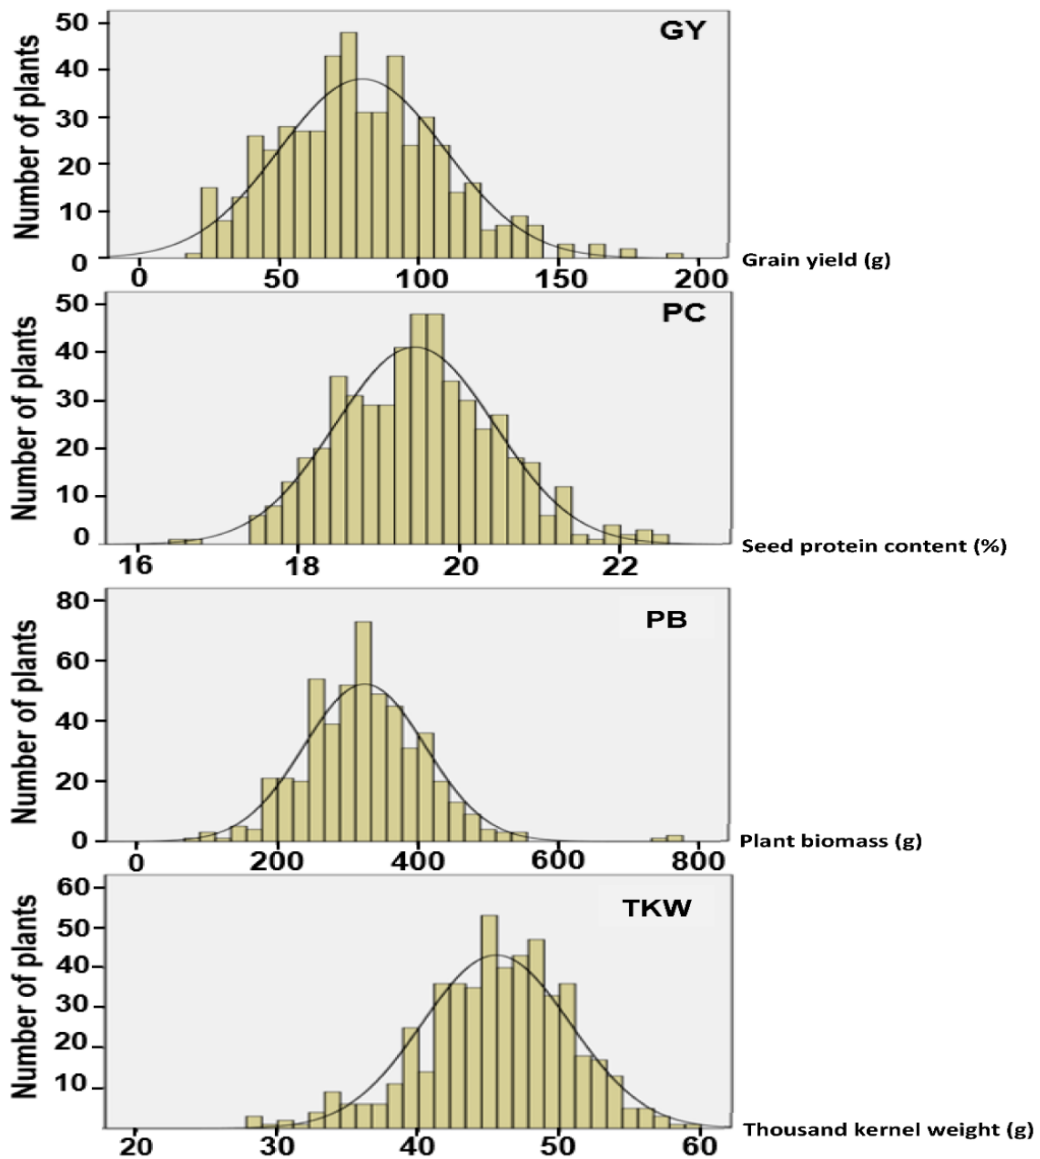 GY
Number of plants
50
40
30
20
10
0
0 50 100 150 200
Grain yield (g)
PC
Number of plants
50
40
30
20
10
0
16 18 20 22
Seed protein content (%)
PB
Number of plants
80
60
40
20
0
0 200 400 600 800
Plant biomass (g)
TKW
Number of plants
60
50
40
30
20
10
20 30 40 50 60
Thousand kernel weight (g)